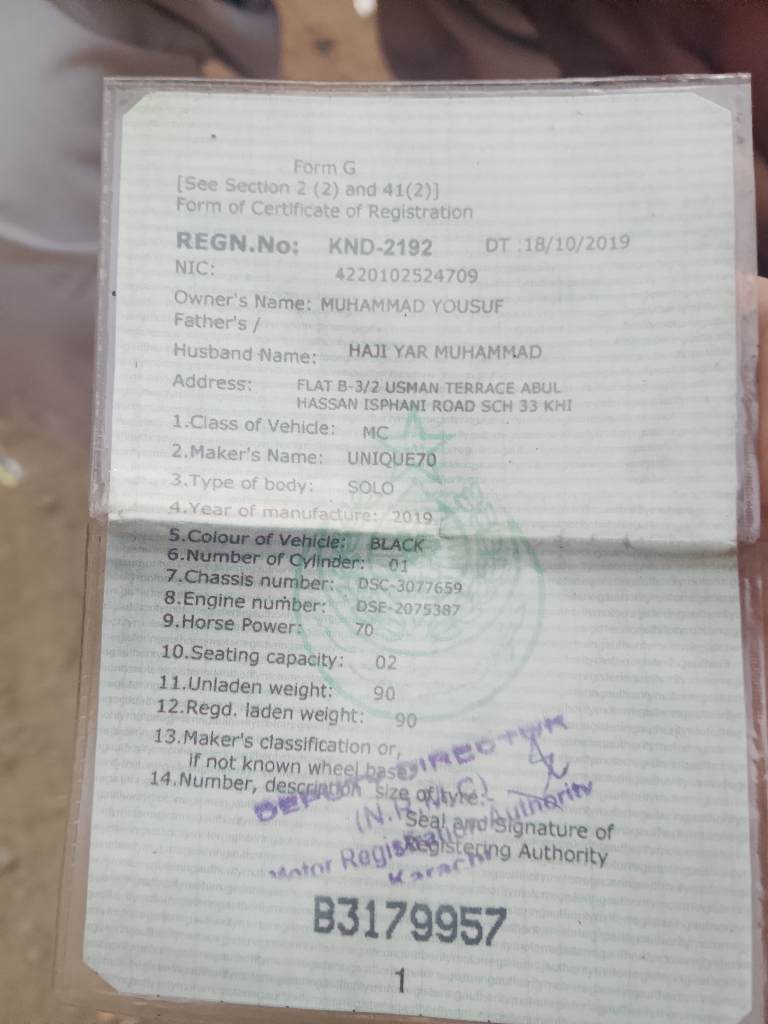 Form G
[See Section 2 (2) and 41(2)]
Form of Certificate of Registration
REGN.No: KND-2192 DT :18/10/2019
NIC: 4220102524709
Owner's Name: MUHAMMAD YOUSUF
Father's /
Husband Name: HAJI YAR MUHAMMAD
Address: FLAT B-3/2 USMAN TERRACE ABUL
HASSAN ISPHANI ROAD SCH 33 KHI
1.Class of Vehicle: MC
2.Maker's Name: UNIQUE70
3.Type of body: SOLO
4.Year of manufacture: 2019
5.Colour of Vehicle: BLACK
6.Number of Cylinder: 01
7.Chassis number: DSC-3077659
8.Engine number: DSE-2075387
9.Horse Power: 70
10.Seating capacity: 02
11.Unladen weight: 90
12.Regd. laden weight: 90
13.Maker's classification or,
if not known wheel base
14.Number, description size of tyre:
DEPUTY DIRECTOR
Seal and Signature of
Registering Authority
Motor Registration Authority
Karachi
B3179957
1